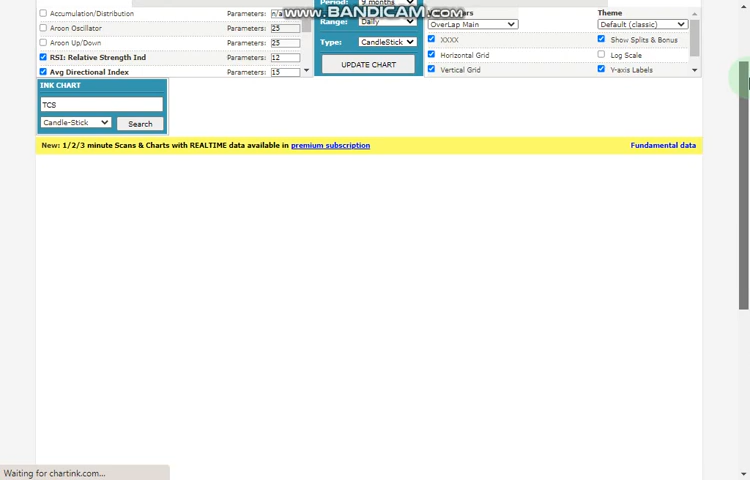 Accumulation/Distribution Parameters: n/a
Aroon Oscillator Parameters: 25
Aroon Up/Down Parameters: 25
RSI: Relative Strength Ind Parameters: 12
Avg Directional Index Parameters: 15
Period: 9 months
Range: Daily
Type: CandleStick
UPDATE CHART
www.BANDICAM.com
OverLap Main
XXXX
Horizontal Grid
Vertical Grid
Theme
Default (classic)
Show Splits & Bonus
Log Scale
Y-axis Labels
INK CHART
TCS
Candle-Stick Search
New: 1/2/3 minute Scans & Charts with REALTIME data available in premium subscription Fundamental data
Waiting for chartink.com...